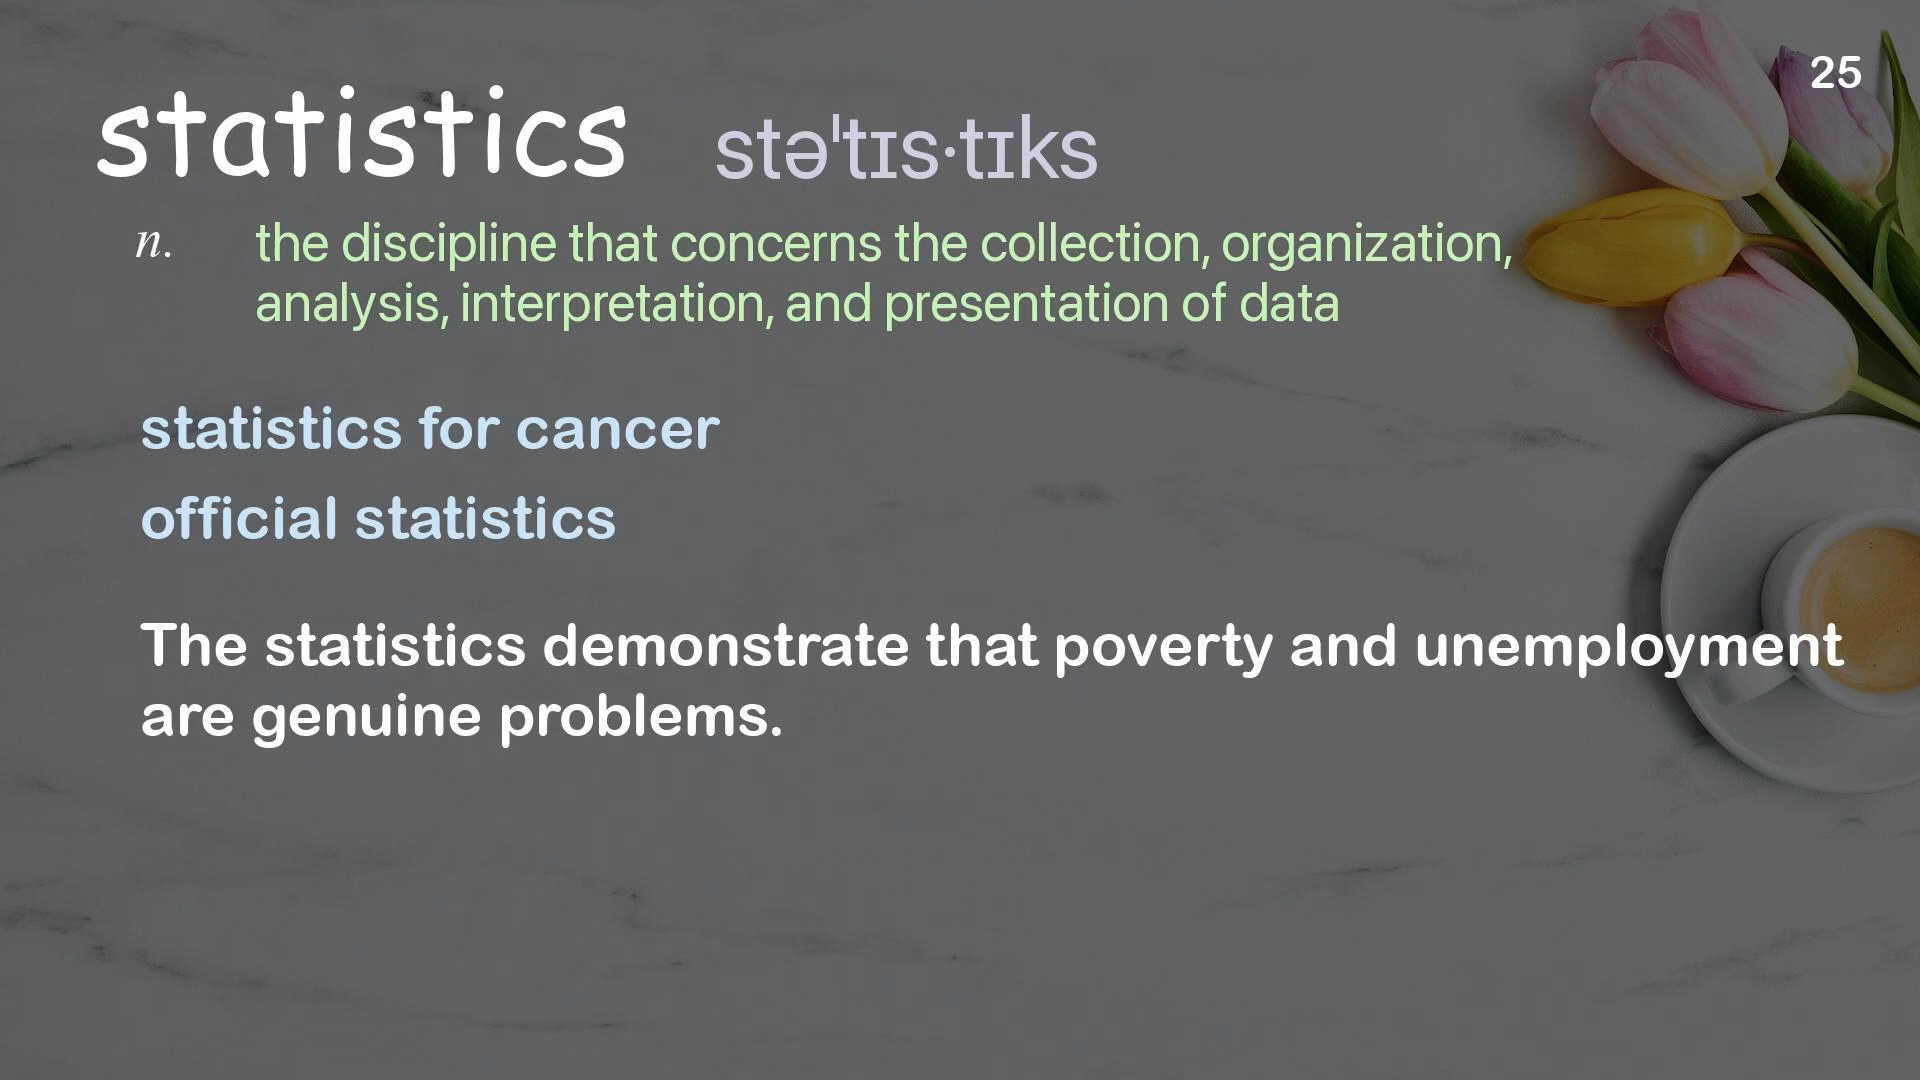 25
statistics stəˈtɪs·tɪks
n. the discipline that concerns the collection, organization,
analysis, interpretation, and presentation of data
statistics for cancer
official statistics
The statistics demonstrate that poverty and unemployment
are genuine problems.